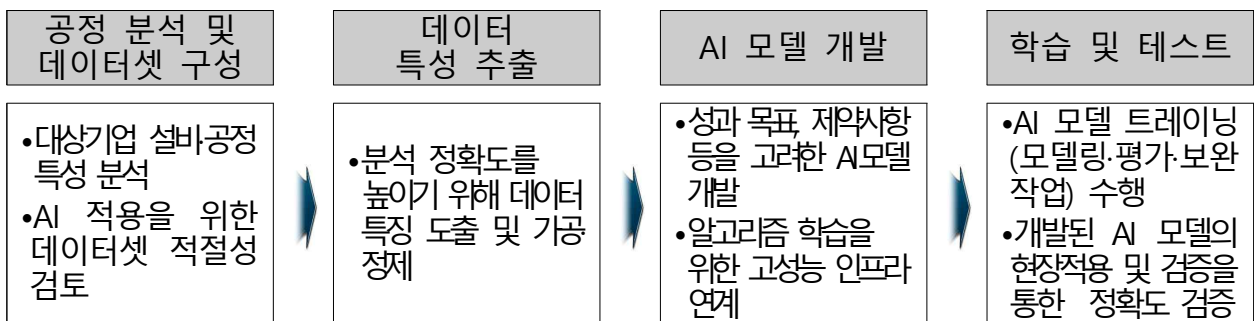 공정 분석 및
데이터셋 구성
•대상기업 설비·공정
특성 분석
•AI 적용을 위한
데이터셋 적절성
검토
데이터
특성 추출
•분석 정확도를
높이기 위해 데이터
특징 도출 및 가공
정제
AI 모델 개발
•성과 목표, 제약사항
등을 고려한 AI모델
개발
•알고리즘 학습을
위한 고성능 인프라
연계
학습 및 테스트
•AI 모델 트레이닝
(모델링·평가·보완
작업) 수행
•개발된 AI 모델의
현장적용 및 검증을
통한 정확도 검증